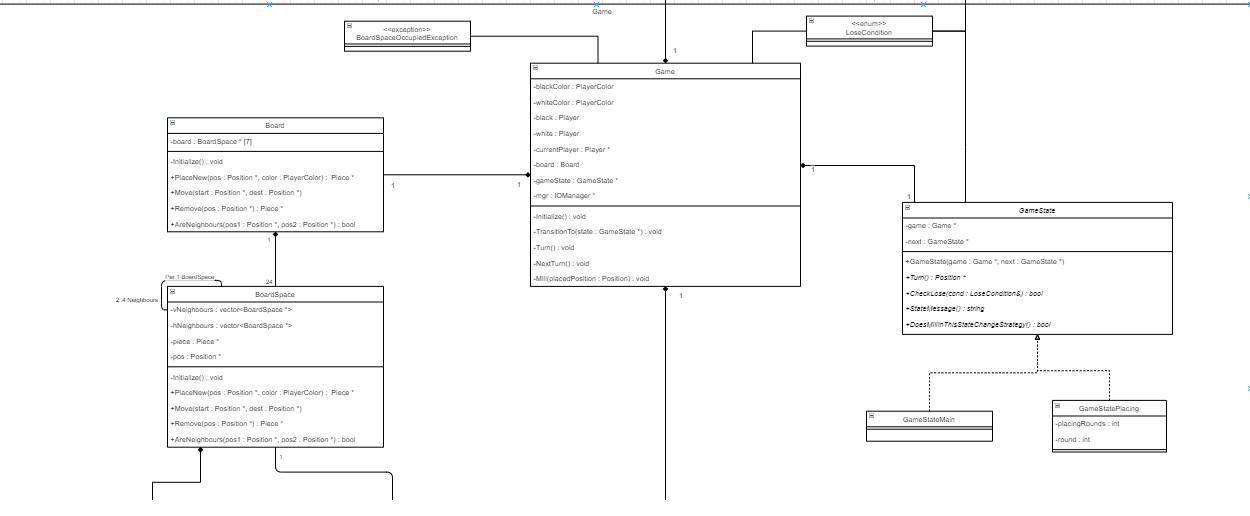 Game
<<exception>>
BoardSpaceOccupiedException
<<enum>>
LoseCondition
1
Game
-blackColor : PlayerColor
-whiteColor : PlayerColor
-black : Player
-white : Player
-currentPlayer : Player *
-board : Board
-gameState : GameState *
-mgr : IOManager *
-Initialize() : void
-TransitionTo(state : GameState *) : void
-Turn() : void
-NextTurn() : void
-Mill(placedPosition : Position) : void
1
Board
-board : BoardSpace * [7]
-Initialize() : void
+PlaceNew(pos : Position *, color : PlayerColor) : Piece *
+Move(start : Position *, dest : Position *)
+Remove(pos : Position *) : Piece *
+AreNeighbours(pos1 : Position *, pos2 : Position *) : bool
1
1
1
24
Per 1 BoardSpace
2..4 Neighbours
BoardSpace
-vNeighbours : vector<BoardSpace *>
-hNeighbours : vector<BoardSpace *>
-piece : Piece *
-pos : Position *
-Initialize() : void
+PlaceNew(pos : Position *, color : PlayerColor) : Piece *
+Move(start : Position *, dest : Position *)
+Remove(pos : Position *) : Piece *
+AreNeighbours(pos1 : Position *, pos2 : Position *) : bool
1
1
1
GameState
-game : Game *
-next : GameState *
+GameState(game : Game *, next : GameState *)
+Turn() : Position *
+CheckLose(cond : LoseCondition&) : bool
+StateMessage() : string
+DoesMillInThisStateChangeStrategy() : bool
GameStateMain
GameStatePlacing
-placingRounds : int
-round : int